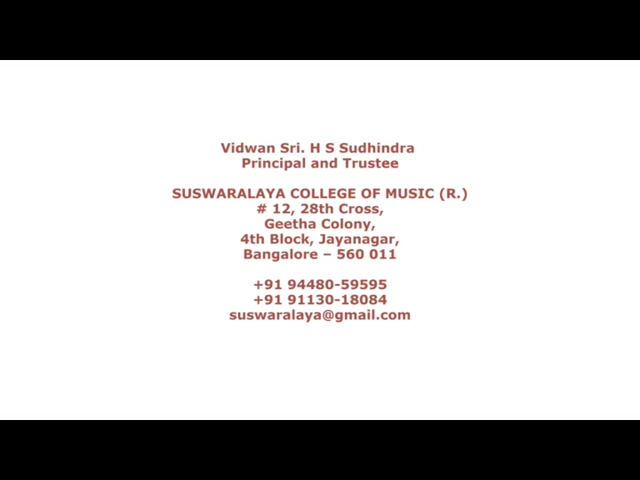 Vidwan Sri. H S Sudhindra
Principal and Trustee
SUSWARALAYA COLLEGE OF MUSIC (R.)
# 12, 28th Cross,
Geetha Colony,
4th Block, Jayanagar,
Bangalore – 560 011
+91 94480-59595
+91 91130-18084
suswaralaya@gmail.com